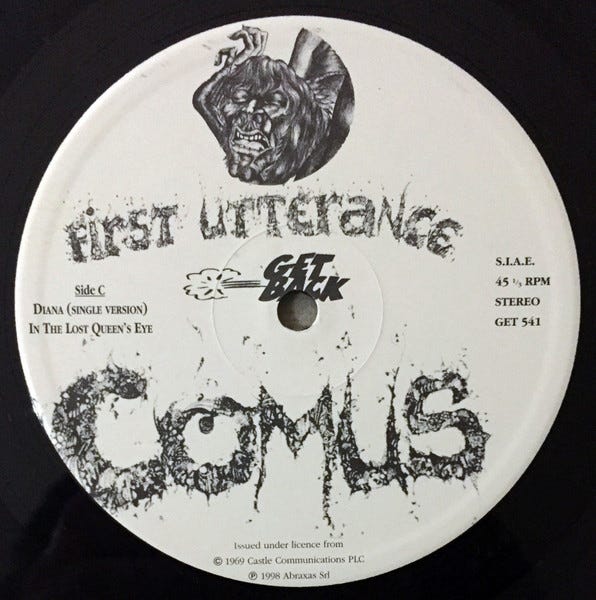 first utterance
GET
BACK
S.I.A.E.
45 ⅓ RPM
STEREO
GET 541
Side C
DIANA (SINGLE VERSION)
IN THE LOST QUEEN'S EYE
comus
Issued under licence from
© 1969 Castle Communications PLC
℗ 1998 Abraxas Srl